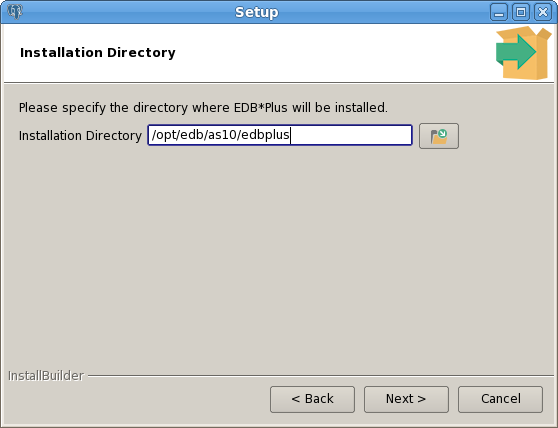 Setup
Installation Directory
Please specify the directory where EDB*Plus will be installed.
Installation Directory /opt/edb/as10/edbplus
InstallBuilder
< Back Next > Cancel